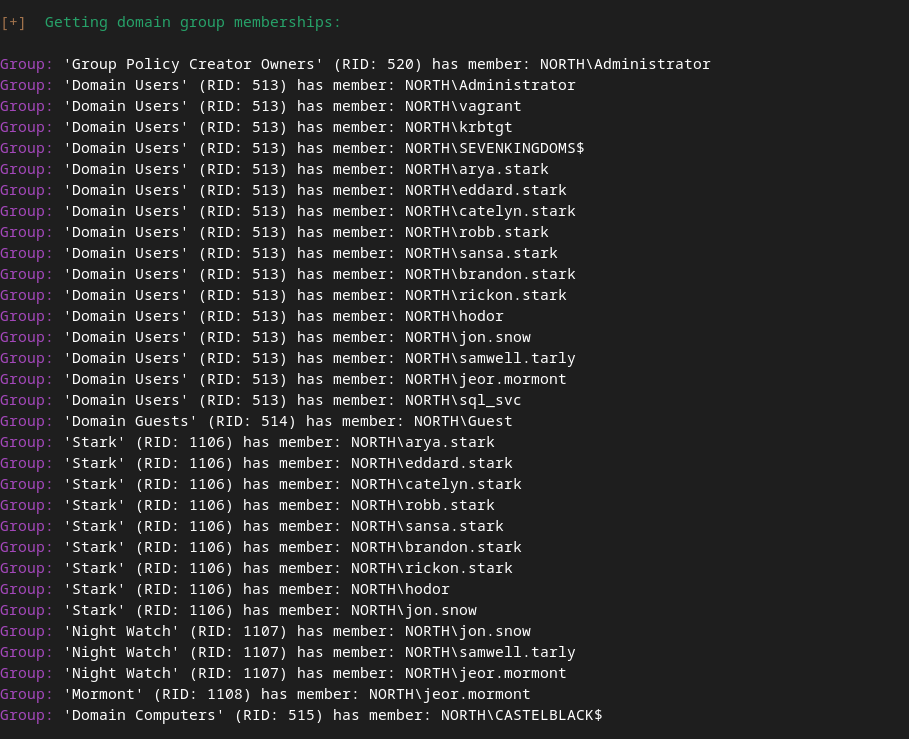 [+]  Getting domain group memberships:
Group: 'Group Policy Creator Owners' (RID: 520) has member: NORTH\Administrator
Group: 'Domain Users' (RID: 513) has member: NORTH\Administrator
Group: 'Domain Users' (RID: 513) has member: NORTH\vagrant
Group: 'Domain Users' (RID: 513) has member: NORTH\krbtgt
Group: 'Domain Users' (RID: 513) has member: NORTH\SEVENKINGDOMS$
Group: 'Domain Users' (RID: 513) has member: NORTH\arya.stark
Group: 'Domain Users' (RID: 513) has member: NORTH\eddard.stark
Group: 'Domain Users' (RID: 513) has member: NORTH\catelyn.stark
Group: 'Domain Users' (RID: 513) has member: NORTH\robb.stark
Group: 'Domain Users' (RID: 513) has member: NORTH\sansa.stark
Group: 'Domain Users' (RID: 513) has member: NORTH\brandon.stark
Group: 'Domain Users' (RID: 513) has member: NORTH\rickon.stark
Group: 'Domain Users' (RID: 513) has member: NORTH\hodor
Group: 'Domain Users' (RID: 513) has member: NORTH\jon.snow
Group: 'Domain Users' (RID: 513) has member: NORTH\samwell.tarly
Group: 'Domain Users' (RID: 513) has member: NORTH\jeor.mormont
Group: 'Domain Users' (RID: 513) has member: NORTH\sql_svc
Group: 'Domain Guests' (RID: 514) has member: NORTH\Guest
Group: 'Stark' (RID: 1106) has member: NORTH\arya.stark
Group: 'Stark' (RID: 1106) has member: NORTH\eddard.stark
Group: 'Stark' (RID: 1106) has member: NORTH\catelyn.stark
Group: 'Stark' (RID: 1106) has member: NORTH\robb.stark
Group: 'Stark' (RID: 1106) has member: NORTH\sansa.stark
Group: 'Stark' (RID: 1106) has member: NORTH\brandon.stark
Group: 'Stark' (RID: 1106) has member: NORTH\rickon.stark
Group: 'Stark' (RID: 1106) has member: NORTH\hodor
Group: 'Stark' (RID: 1106) has member: NORTH\jon.snow
Group: 'Night Watch' (RID: 1107) has member: NORTH\jon.snow
Group: 'Night Watch' (RID: 1107) has member: NORTH\samwell.tarly
Group: 'Night Watch' (RID: 1107) has member: NORTH\jeor.mormont
Group: 'Mormont' (RID: 1108) has member: NORTH\jeor.mormont
Group: 'Domain Computers' (RID: 515) has member: NORTH\CASTELBLACK$